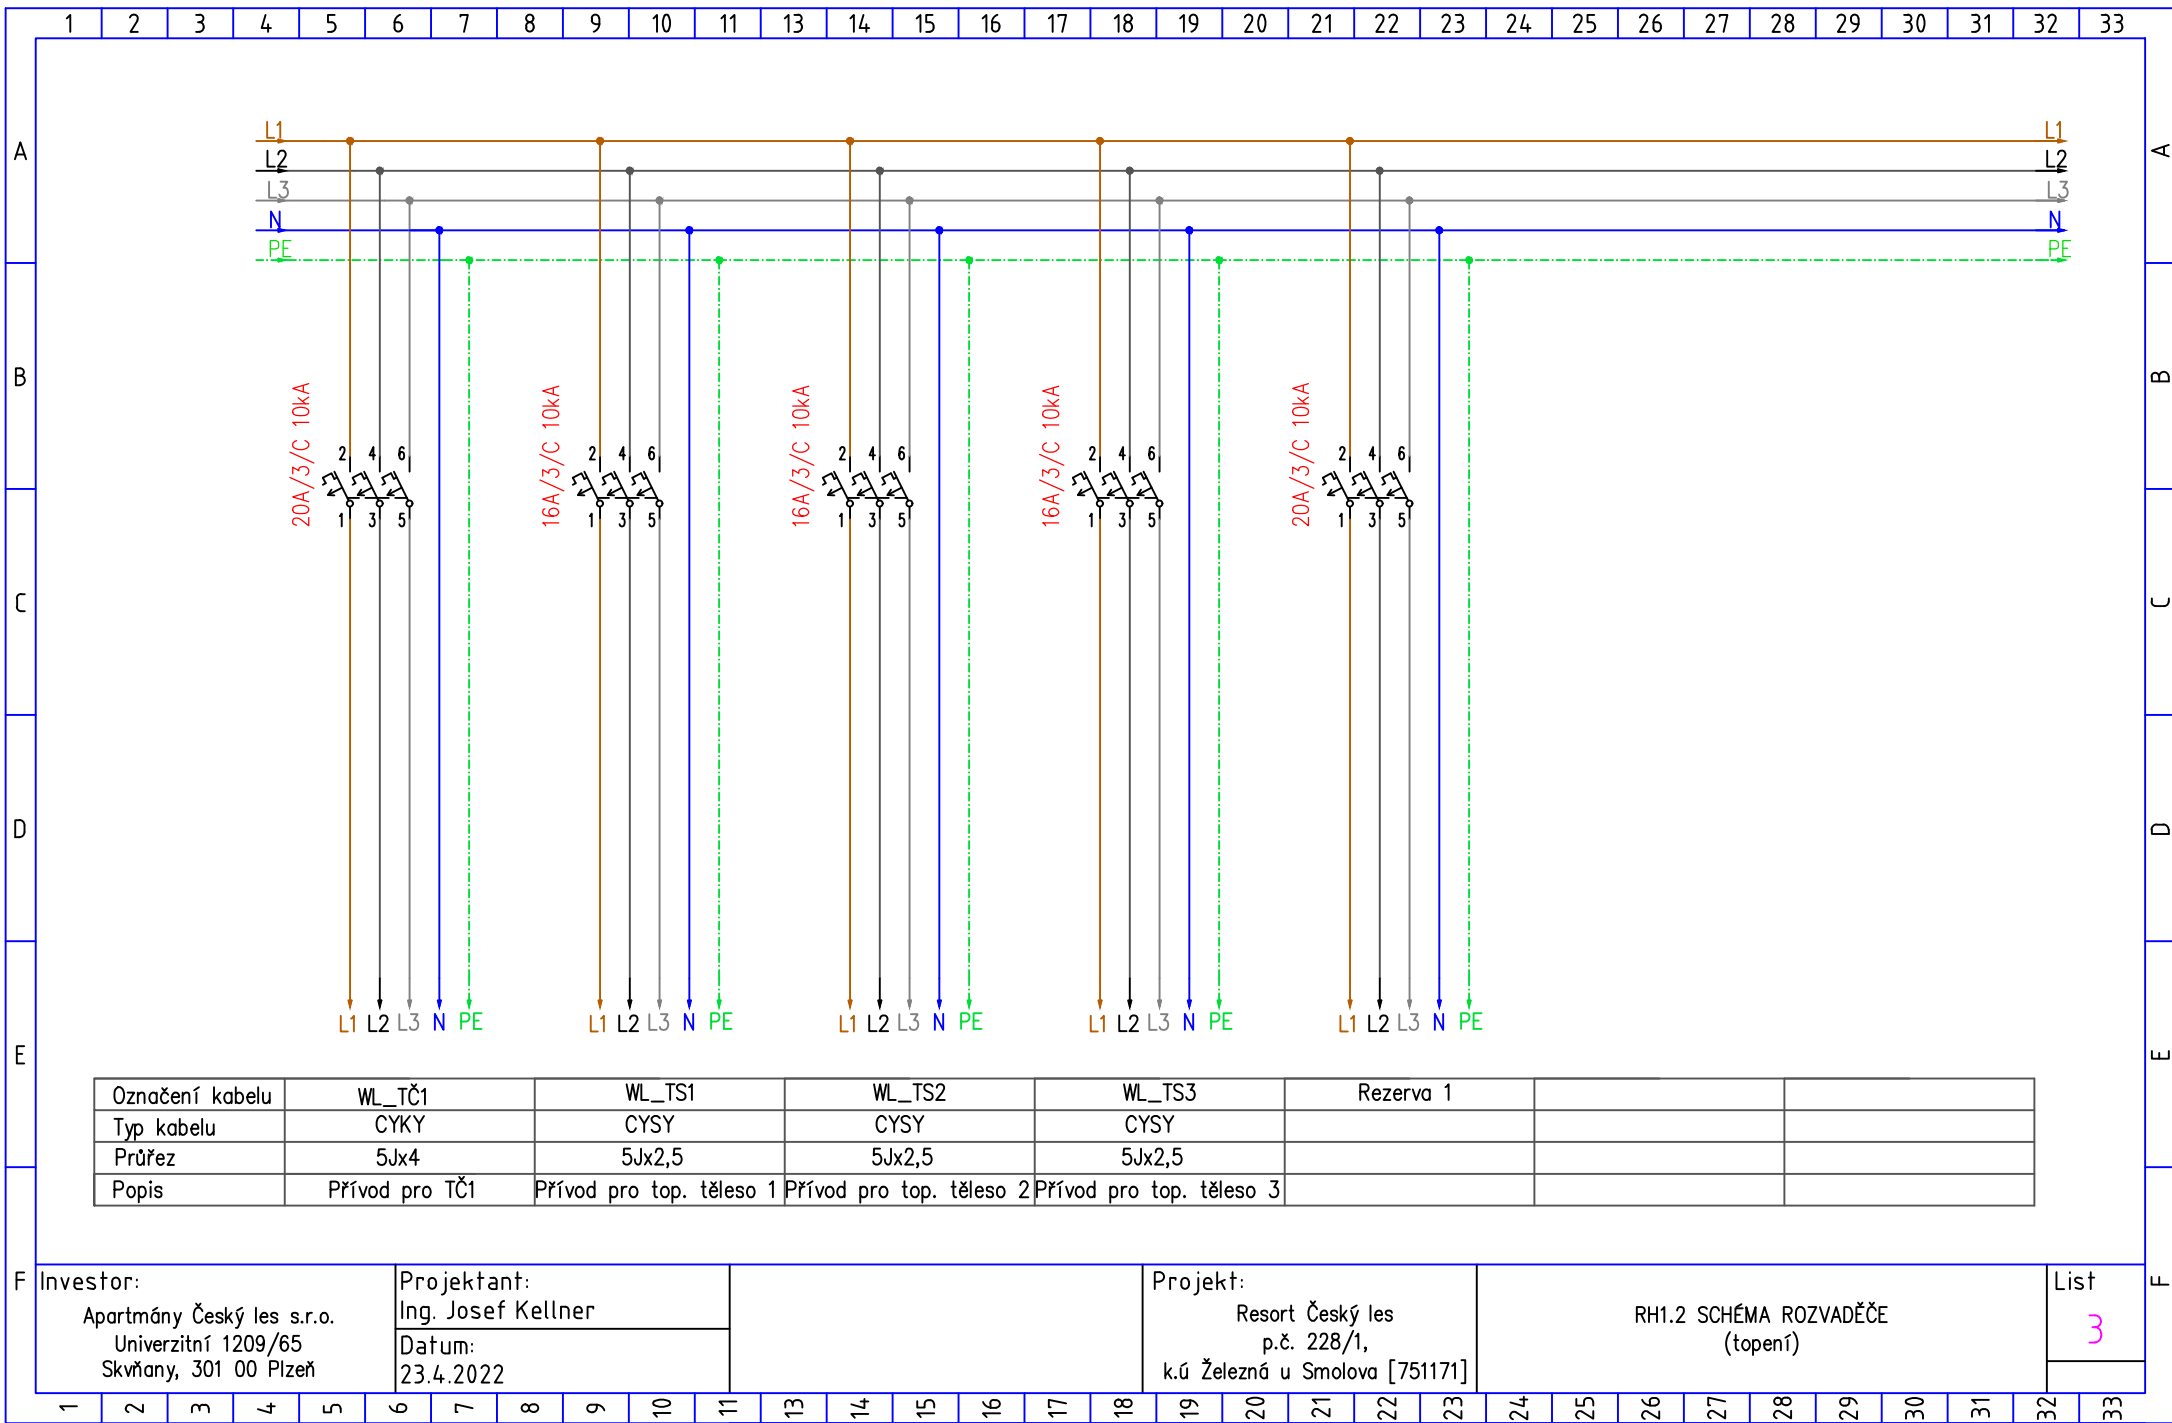 1 2 3 4 5 6 7 8 9 10 11 13 13 14 15 16 17 18 19 20 21 22 23 24 25 26 27 28 29 30 31 32 33
L1 L1
A A
L2 L2
L3 L3
N N
PE PE
B B
20A/3/C 10kA 16A/3/C 10kA 16A/3/C 10kA 16A/3/C 10kA 20A/3/C 10kA
2 4 6 2 4 6 2 4 6 2 4 6 2 4 6
1 3 5 1 3 5 1 3 5 1 3 5 1 3 5
C C
D D
L1 L2 L3 N PE L1 L2 L3 N PE L1 L2 L3 N PE L1 L2 L3 N PE L1 L2 L3 N PE
E E
Označení kabelu WL_TČ1 WL_TS1 WL_TS2 WL_TS3 Rezerva 1
Typ kabelu CYKY CYSY CYSY CYSY
Průřez 5Jx4 5Jx2,5 5Jx2,5 5Jx2,5
Popis Přívod pro TČ1 Přívod pro top. těleso 1 Přívod pro top. těleso 2 Přívod pro top. těleso 3
F F
Investor:
Apartmány Český les s.r.o.
Univerzitní 1209/65
Skvňany, 301 00 Plzeň
Projektant:
Ing. Josef Kellner
Datum:
23.4.2022
Projekt:
Resort Český les
p.č. 228/1,
k.ú Železná u Smolova [751171]
RH1.2 SCHÉMA ROZVADĚČE
(topení)
List
3
1 2 3 4 5 6 7 8 9 10 11 13 13 14 15 16 17 18 19 20 21 22 23 24 25 26 27 28 29 30 31 32 33